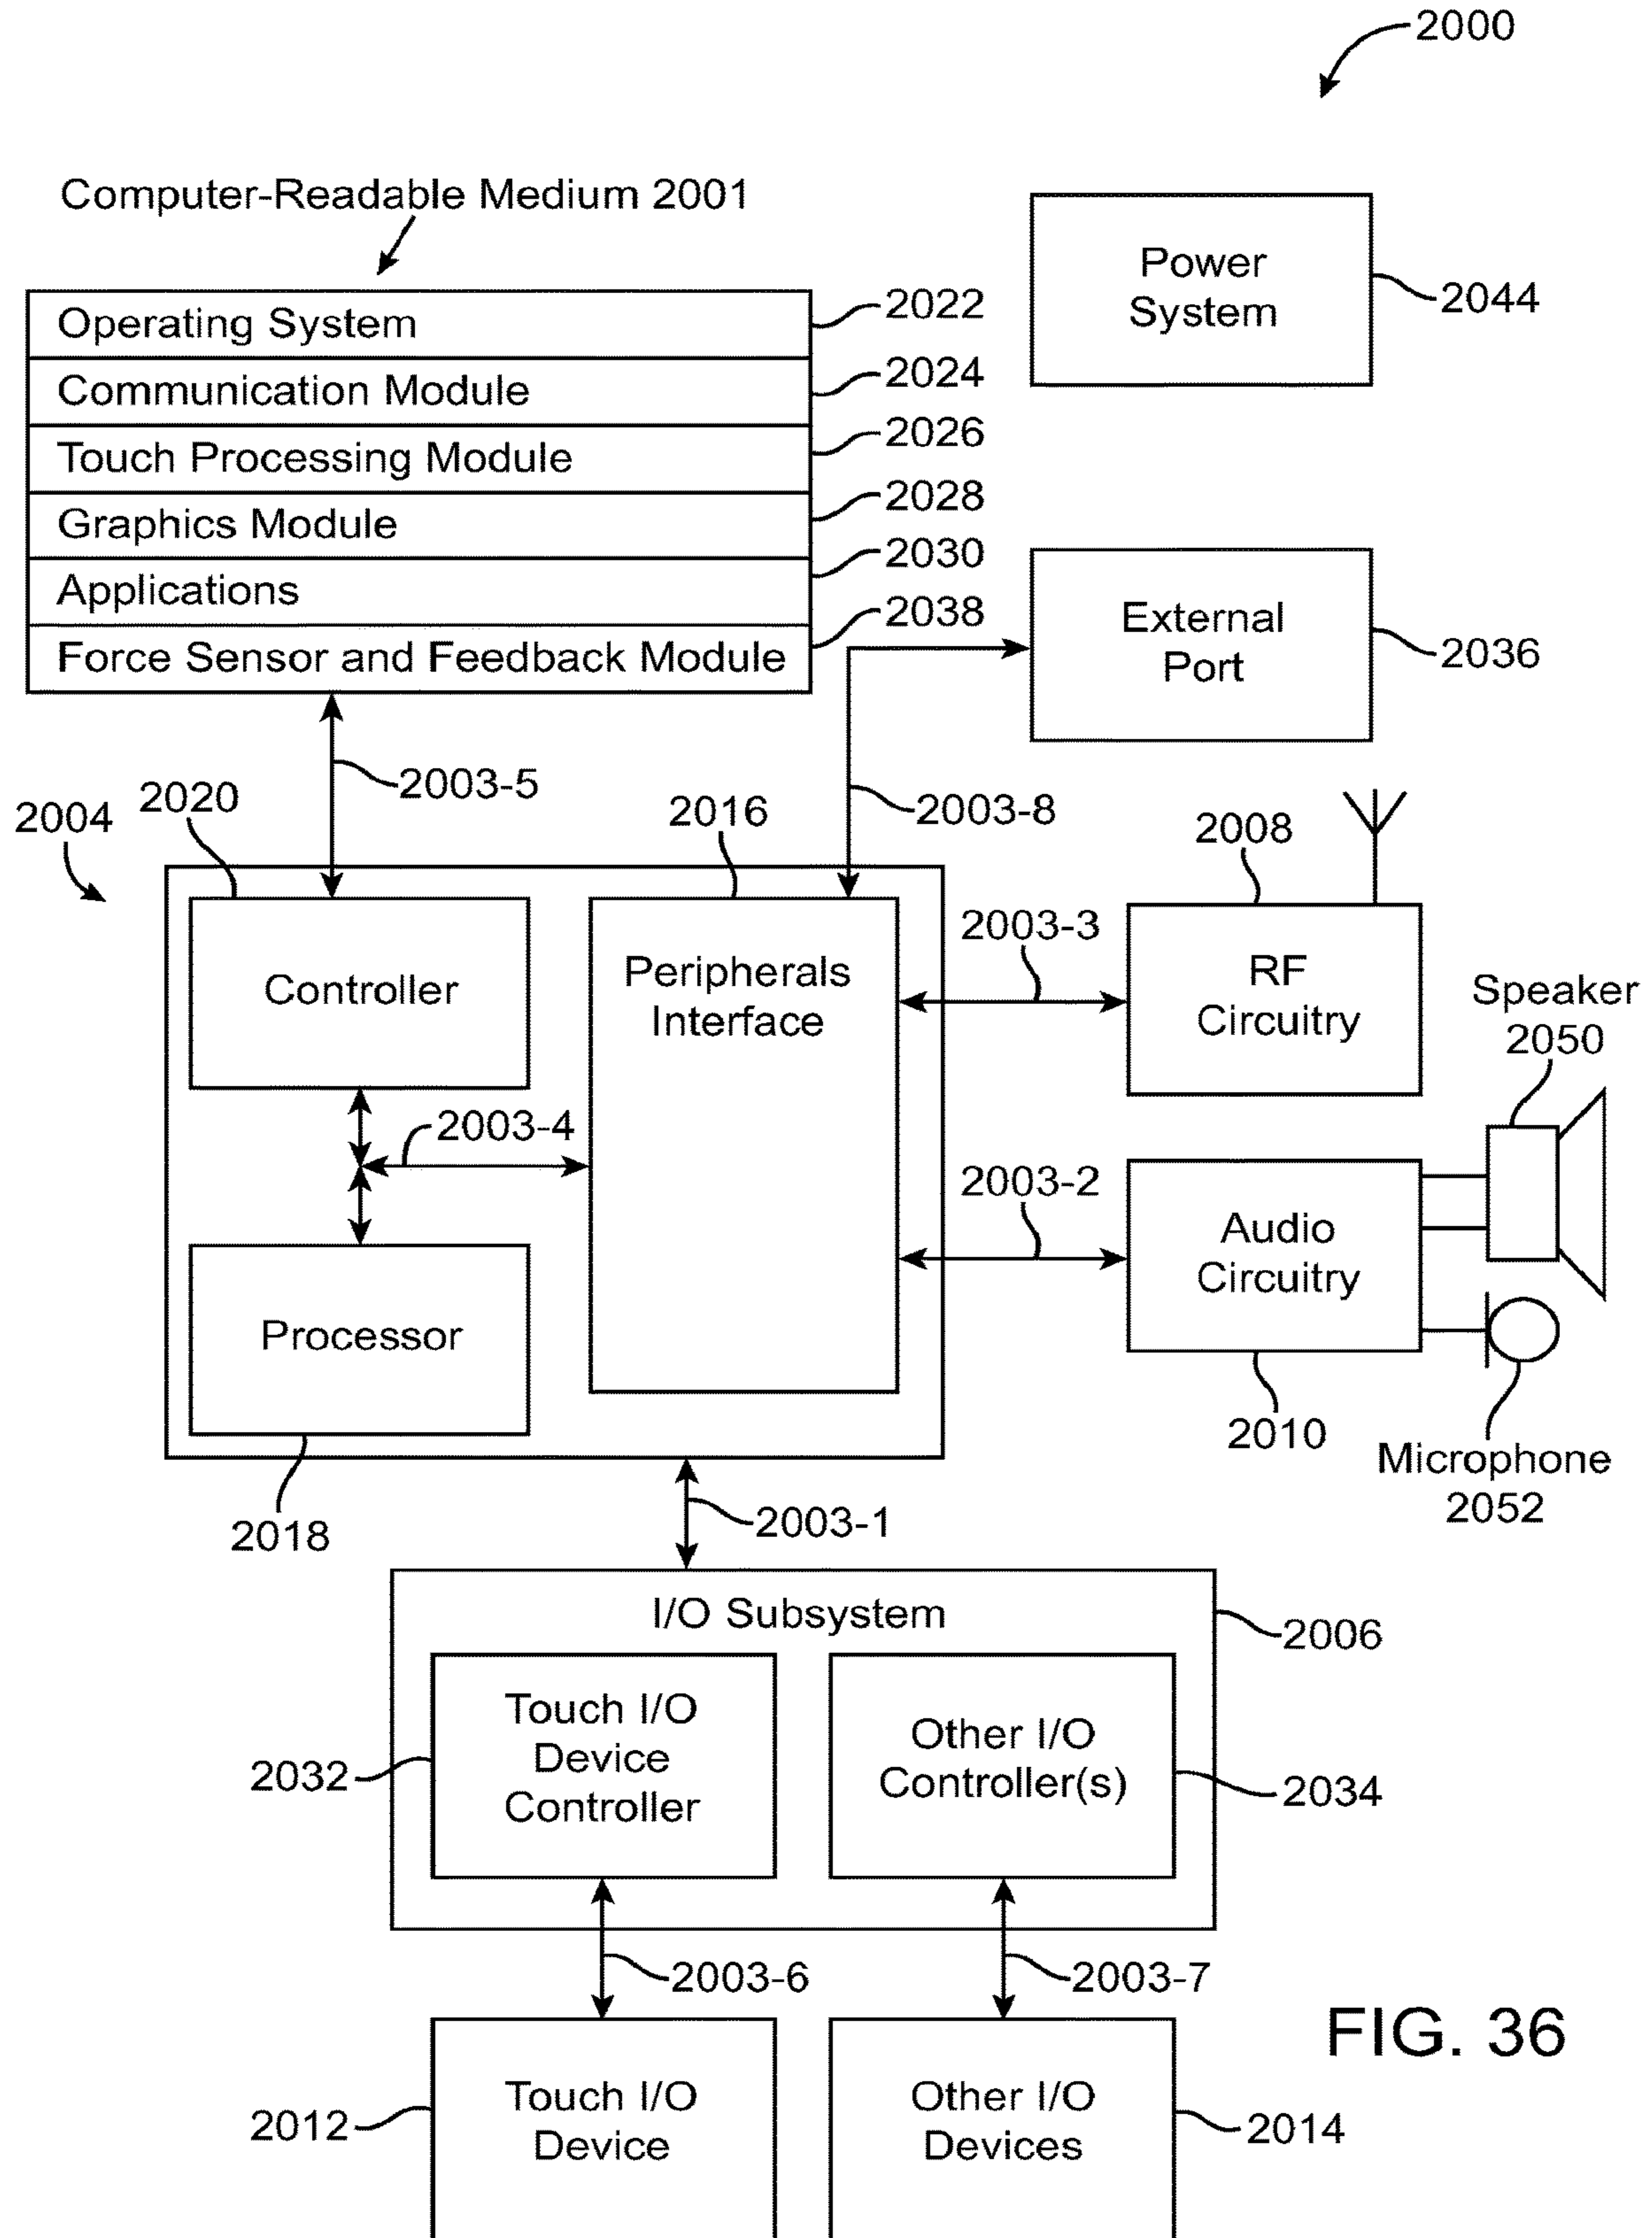 2000
Computer-Readable Medium 2001
Power
System
2044
Operating System
2022
Communication Module
2024
Touch Processing Module
2026
Graphics Module
2028
Applications
2030
Force Sensor and Feedback Module
2038
External
Port
2036
2003-5
2003-8
2004
2020
2016
2008
Controller
Peripherals
Interface
2003-3
RF
Circuitry
Speaker
2050
2003-4
2003-2
Audio
Circuitry
Processor
2010
Microphone
2052
2018
2003-1
I/O Subsystem
2006
Touch I/O
Device
Controller
2032
Other I/O
Controller(s)
2034
2003-6
2003-7
FIG. 36
Touch I/O
Device
2012
Other I/O
Devices
2014